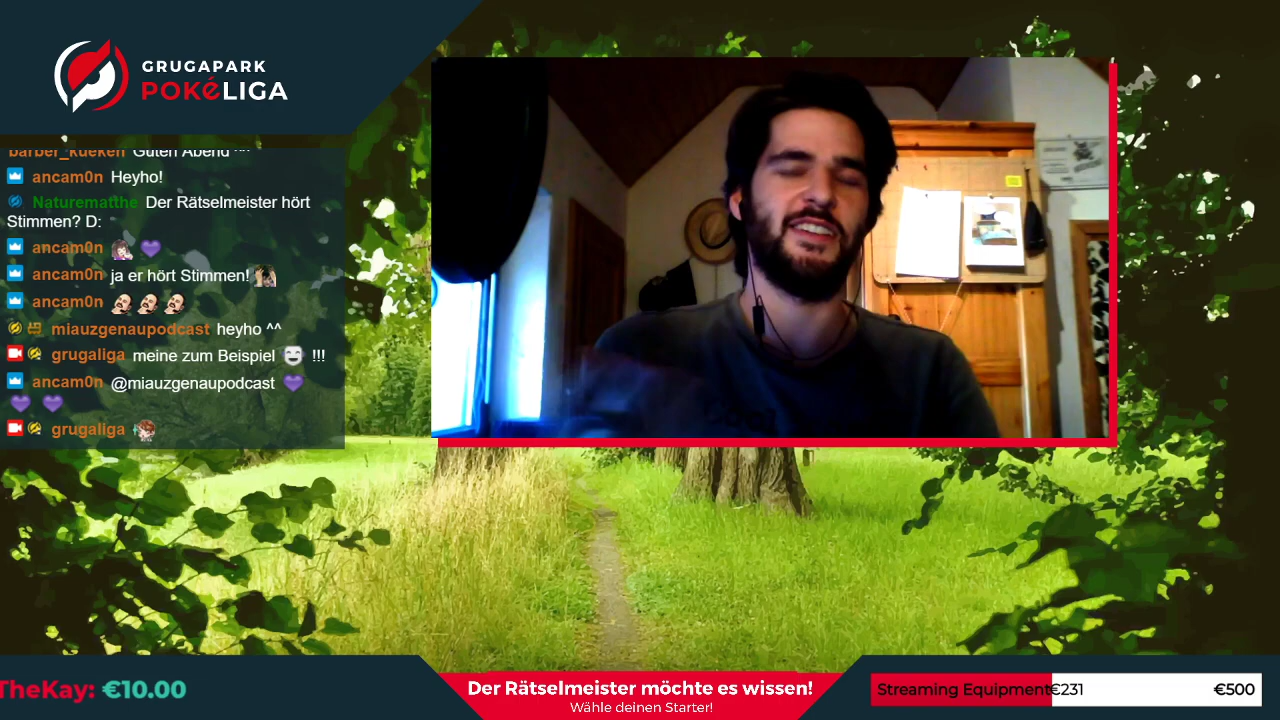 GRUGAPARK
POKéLIGA
barber_kueken Guten Abend ^^
ancam0n Heyho!
Naturematthe Der Rätselmeister hört
Stimmen? D:
ancam0n
ancam0n ja er hört Stimmen!
ancam0n
miauzgenaupodcast heyho ^^
grugaliga meine zum Beispiel !!!
ancam0n @miauzgenaupodcast
grugaliga
TheKay: €10.00
Der Rätselmeister möchte es wissen!
Wähle deinen Starter!
Streaming Equipment €231 €500